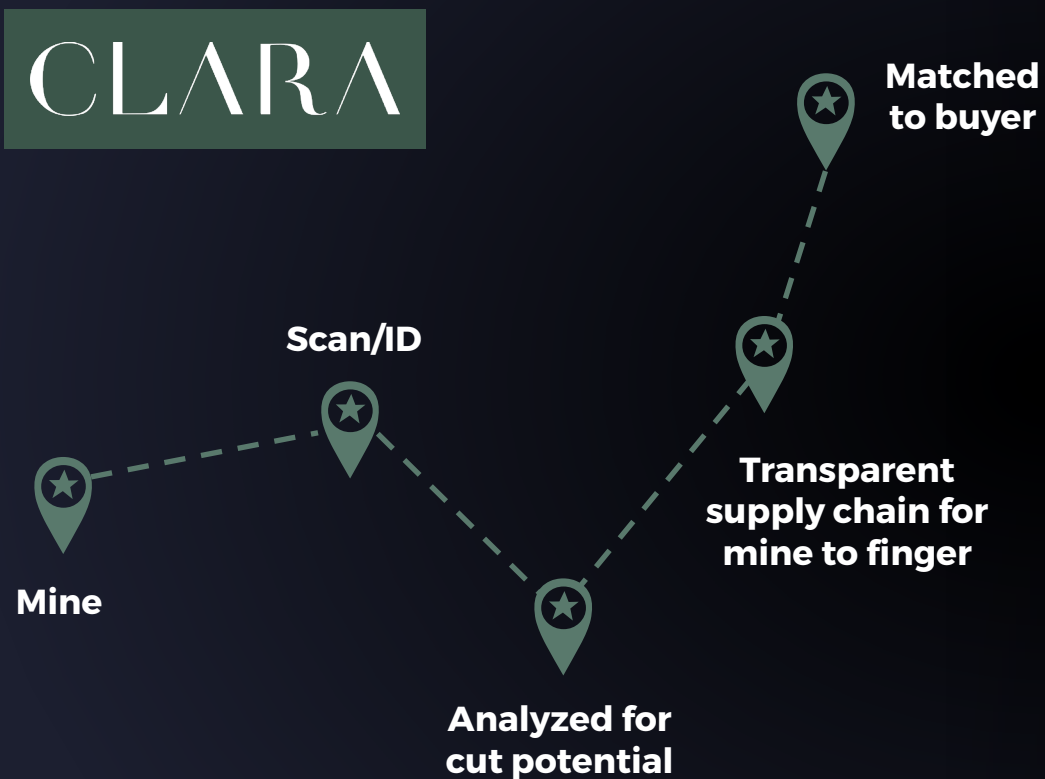 CLARA
Matched
to buyer
Scan/ID
Transparent
supply chain for
mine to finger
Mine
Analyzed for
cut potential